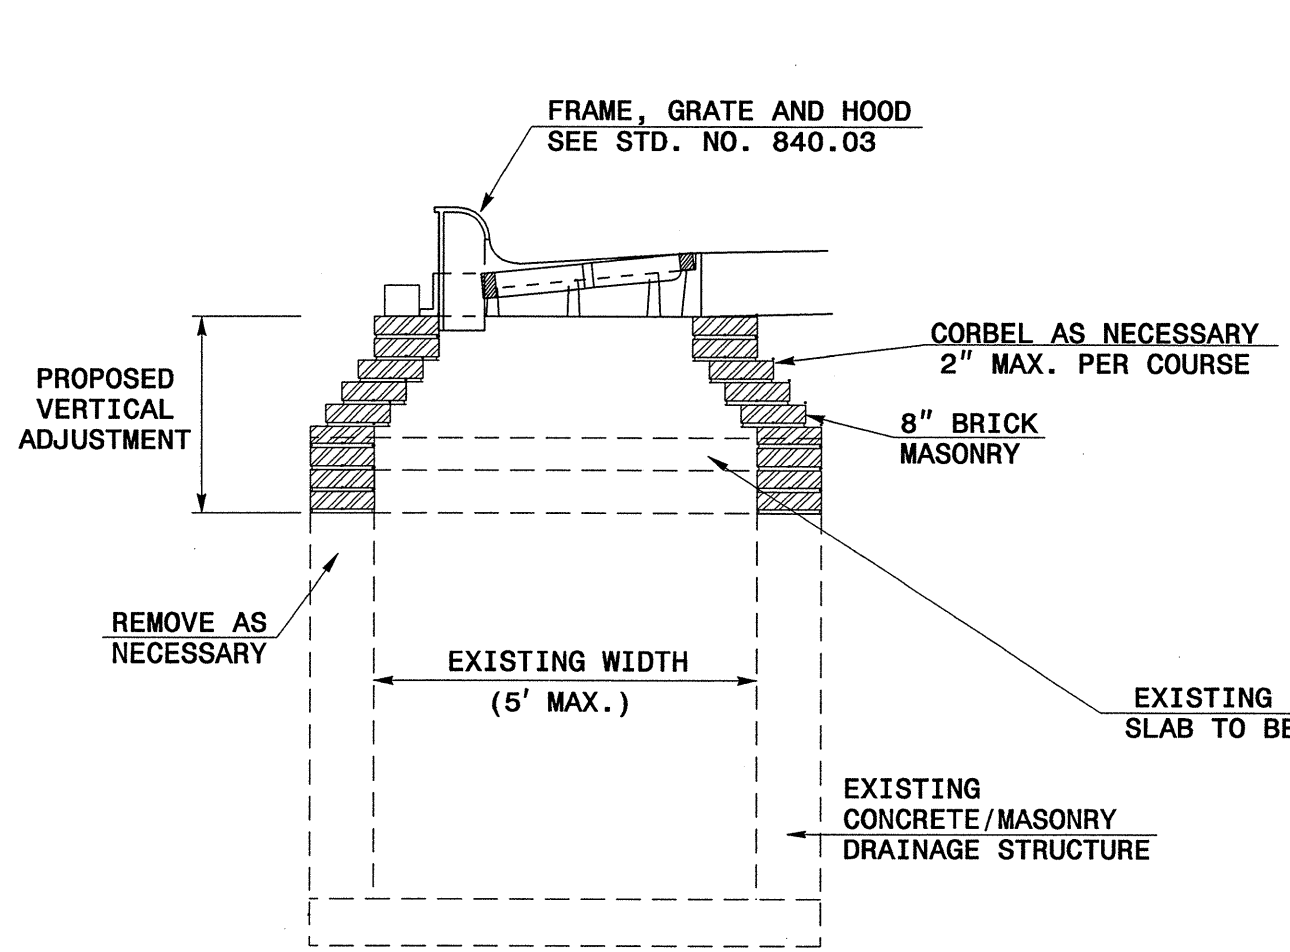 FRAME, GRATE AND HOOD
SEE STD. NO. 840.03
CORBEL AS NECESSARY
2" MAX. PER COURSE
PROPOSED
VERTICAL
ADJUSTMENT
8" BRICK
MASONRY
REMOVE AS
NECESSARY
EXISTING WIDTH
(5' MAX.)
EXISTING
SLAB TO BE
EXISTING
CONCRETE/MASONRY
DRAINAGE STRUCTURE